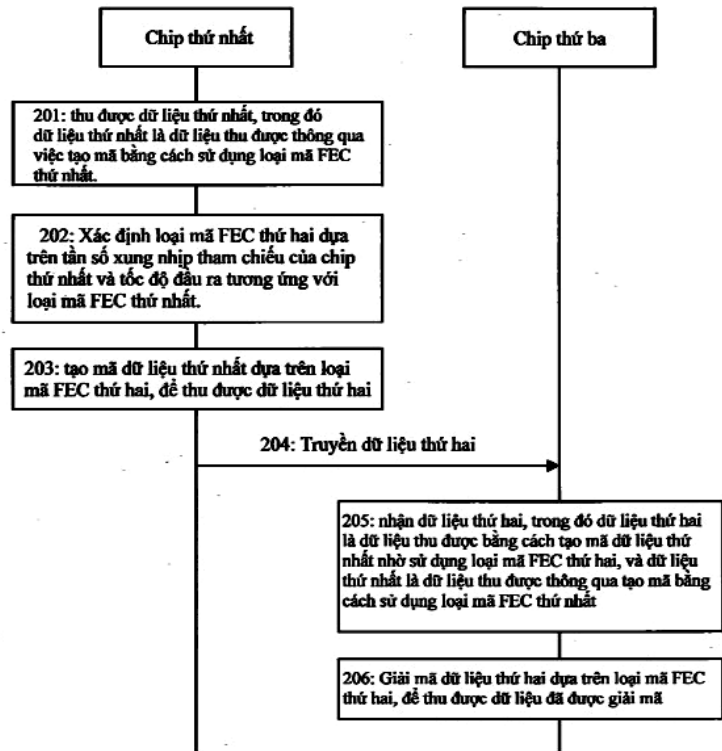 Chip thứ nhất
Chip thứ ba
201: thu được dữ liệu thứ nhất, trong đó
dữ liệu thứ nhất là dữ liệu thu được thông qua
việc tạo mã bằng cách sử dụng loại mã FEC
thứ nhất.
202: Xác định loại mã FEC thứ hai dựa
trên tần số xung nhịp tham chiếu của chip
thứ nhất và tốc độ đầu ra tương ứng với
loại mã FEC thứ nhất.
203: tạo mã dữ liệu thứ nhất dựa trên loại
mã FEC thứ hai, để thu được dữ liệu thứ hai
204: Truyền dữ liệu thứ hai
205: nhận dữ liệu thứ hai, trong đó dữ liệu thứ hai
là dữ liệu thu được bằng cách tạo mã dữ liệu thứ
nhất nhờ sử dụng loại mã FEC thứ hai, và dữ liệu
thứ nhất là dữ liệu thu được thông qua tạo mã bằng
cách sử dụng loại mã FEC thứ nhất
206: Giải mã dữ liệu thứ hai dựa trên loại mã FEC
thứ hai, để thu được dữ liệu đã được giải mã